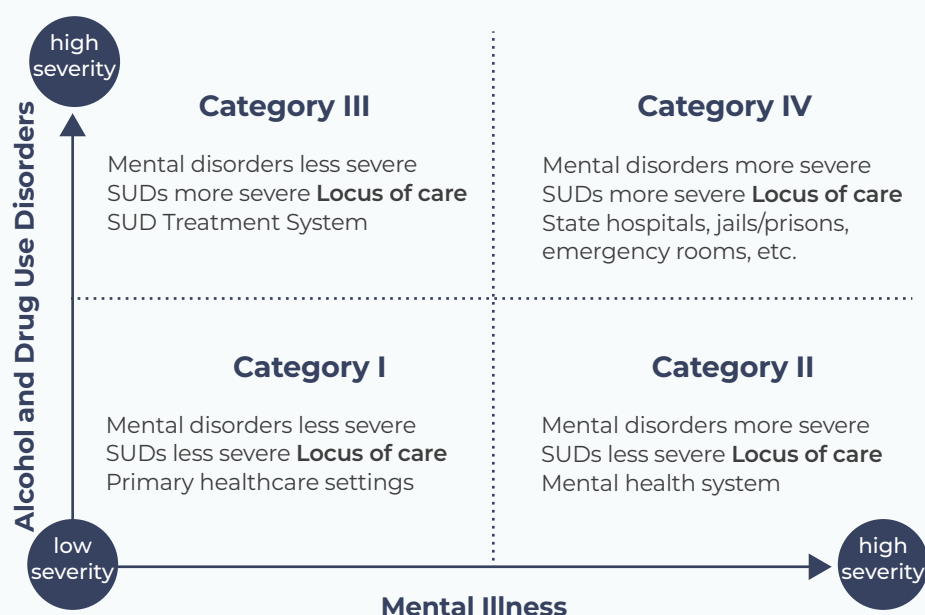 high
severity
Alcohol and Drug Use Disorders
Category III
Mental disorders less severe
SUDs more severe Locus of care
SUD Treatment System
Category IV
Mental disorders more severe
SUDs more severe Locus of care
State hospitals, jails/prisons,
emergency rooms, etc.
Category I
Mental disorders less severe
SUDs less severe Locus of care
Primary healthcare settings
Category II
Mental disorders more severe
SUDs less severe Locus of care
Mental health system
low
severity
high
severity
Mental Illness